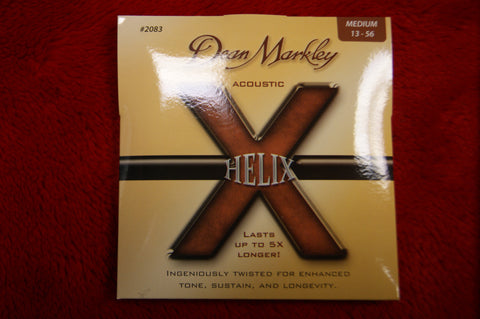 #2083
Dean Markley
MEDIUM
13 - 56
ACOUSTIC
X
HELIX
LASTS
UP TO 5X
LONGER!
INGENIOUSLY TWISTED FOR ENHANCED
TONE, SUSTAIN, AND LONGEVITY.